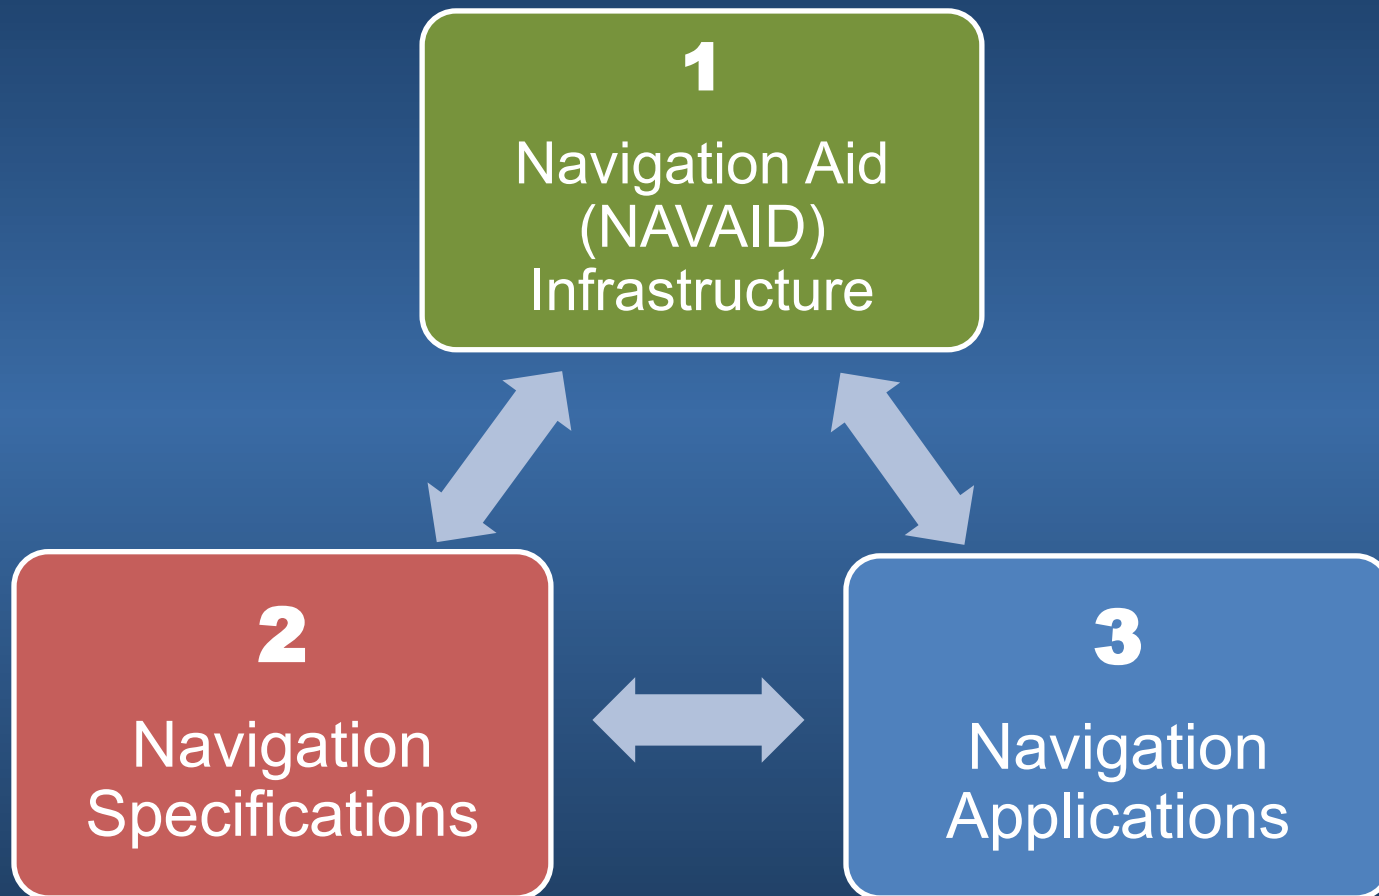 1
Navigation Aid
(NAVAID)
Infrastructure
2
Navigation
Specifications
3
Navigation
Applications